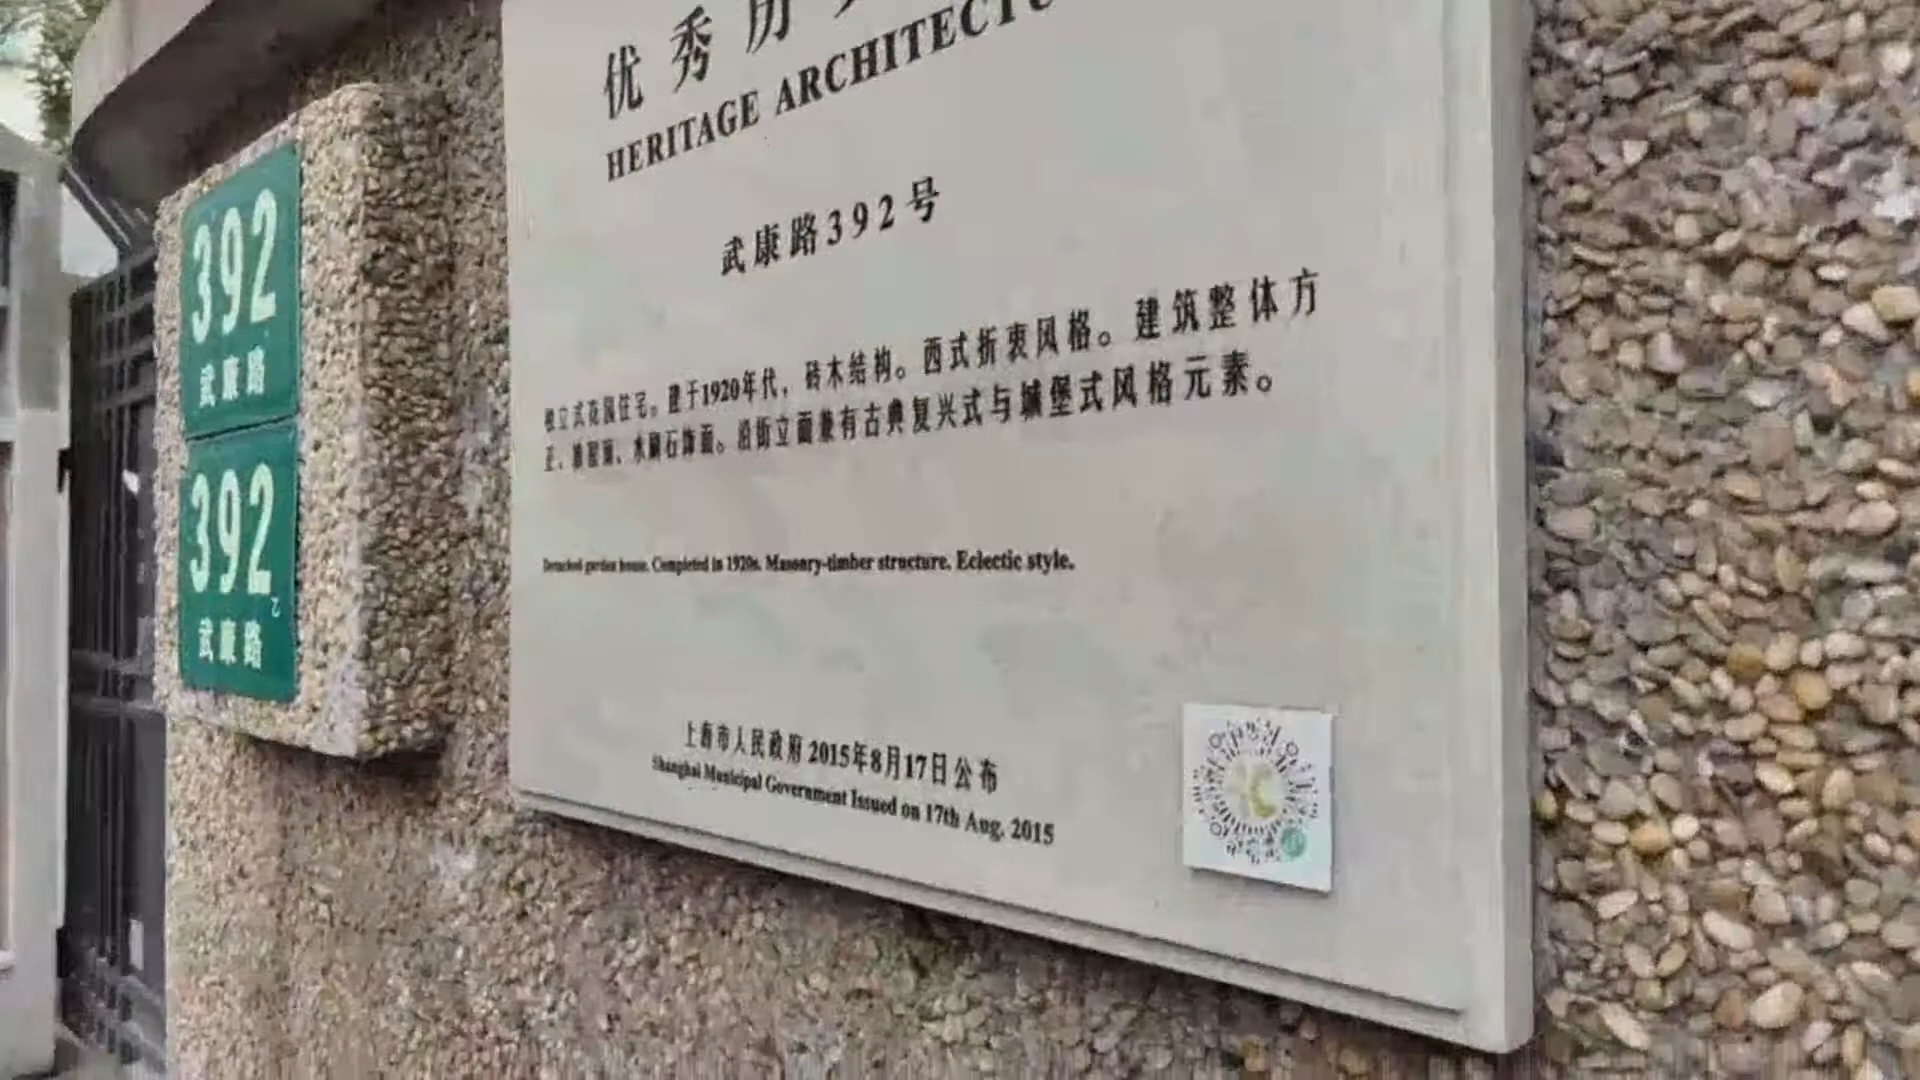 392
武康路
392乙
武康路
优秀历
HERITAGE ARCHITECTU
武康路392号
独立式花园住宅。建于1920年代，砖木结构。西式折衷风格。建筑整体方
正、坡屋顶、水刷石饰面。沿街立面兼有古典复兴式与城堡式风格元素。
Detached garden house. Completed in 1920s. Masonry-timber structure. Eclectic style.
上海市人民政府 2015年8月17日公布
Shanghai Municipal Government Issued on 17th Aug. 2015